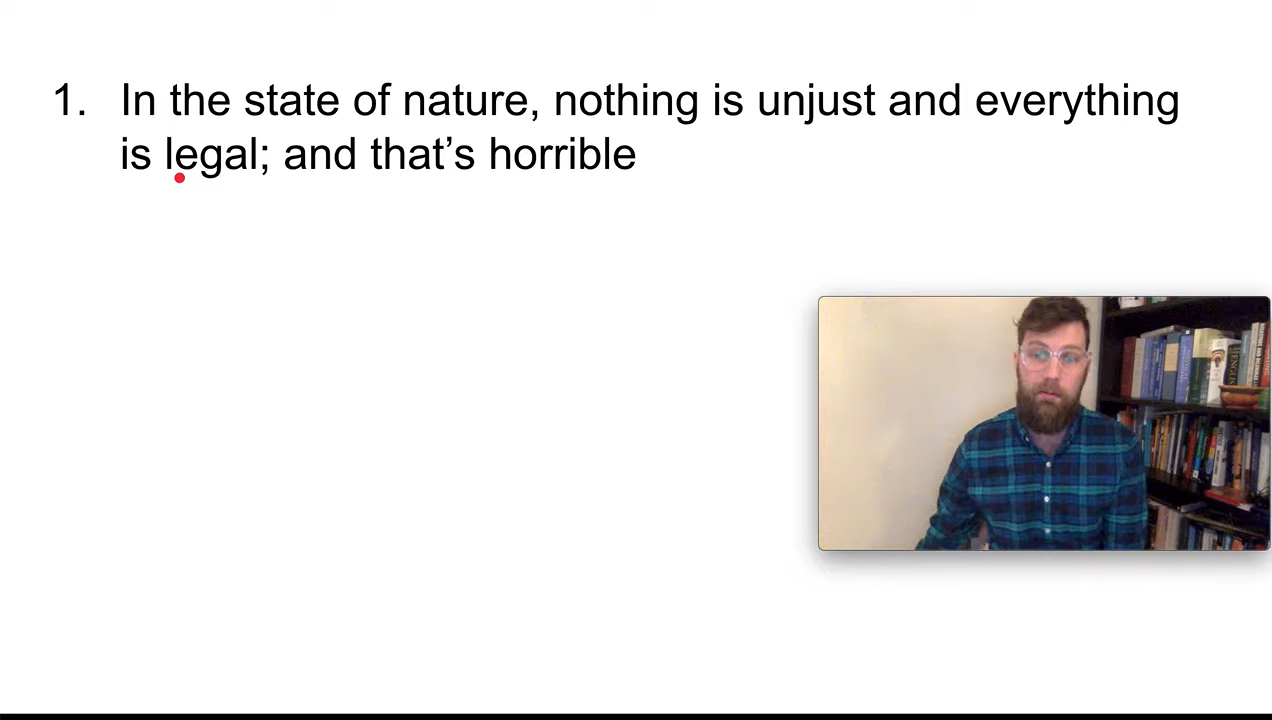 1. In the state of nature, nothing is unjust and everything
is legal; and that’s horrible